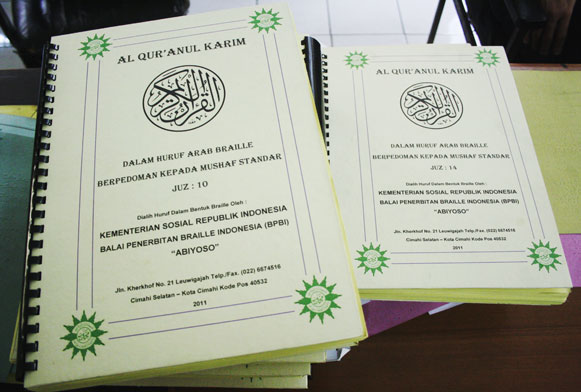 AL QUR'ANUL KARIM
القرآن الكريم
DALAM HURUF ARAB BRAILLE
BERPEDOMAN KEPADA MUSHAF STANDAR
JUZ : 10
Dialih Huruf Dalam Bentuk Braille Oleh :
KEMENTERIAN SOSIAL REPUBLIK INDONESIA
BALAI PENERBITAN BRAILLE INDONESIA (BPBI)
"ABIYOSO"
Jln. Kherkhof No. 21 Leuwigajah Telp./Fax. (022) 6674516
Cimahi Selatan – Kota Cimahi Kode Pos 40532
2011
AL QUR'ANUL KARIM
القرآن الكريم
DALAM HURUF ARAB BRAILLE
BERPEDOMAN KEPADA MUSHAF STANDAR
JUZ : 14
Dialih Huruf Dalam Bentuk Braille Oleh :
KEMENTERIAN SOSIAL REPUBLIK INDONESIA
BALAI PENERBITAN BRAILLE INDONESIA (BPBI)
"ABIYOSO"
Jln. Kherkhof No. 21 Leuwigajah Telp./Fax. (022) 6674516
Cimahi Selatan – Kota Cimahi Kode Pos 40532
2011